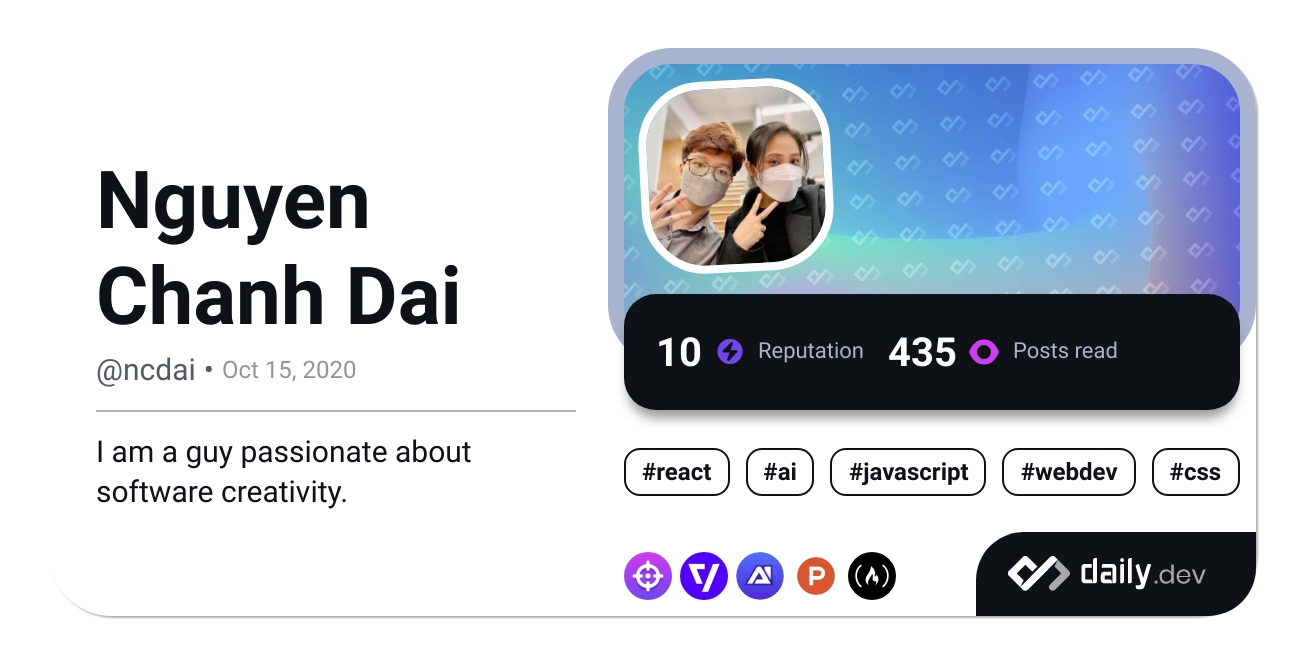 Nguyen
Chanh Dai
@ncdai • Oct 15, 2020
I am a guy passionate about
software creativity.
10 Reputation 435 Posts read
#react #ai #javascript #webdev #css
daily.dev